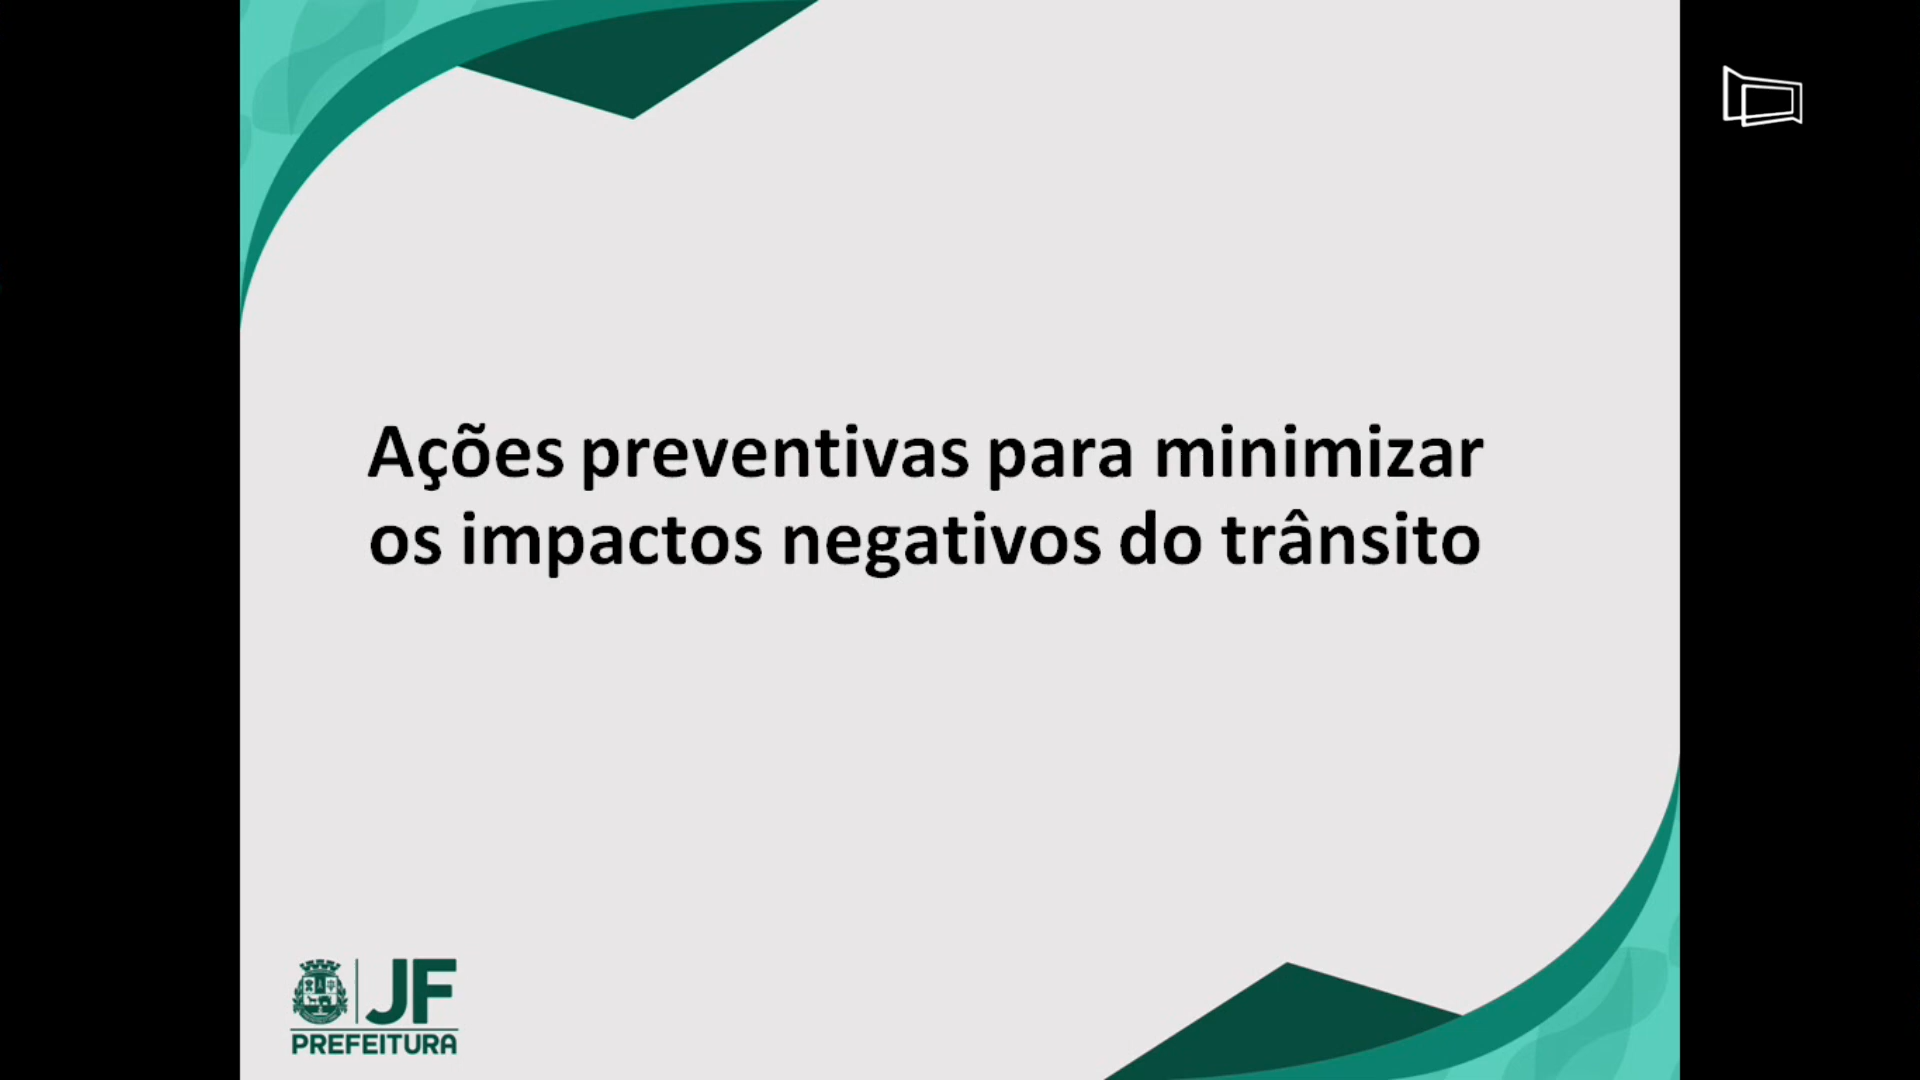 Ações preventivas para minimizar
os impactos negativos do trânsito
JF
PREFEITURA